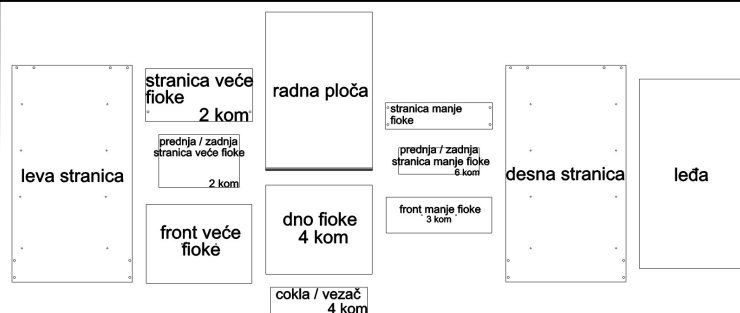 leva stranica
stranica veće
fioke
2 kom
prednja / zadnja
stranica veće fioke
2 kom
front veće
fioke
radna ploča
dno fioke
4 kom
cokla / vezač
4 kom
stranica manje
fioke
prednja / zadnja
stranica manje fioke
6 kom
front manje fioke
3 kom
desna stranica
leđa